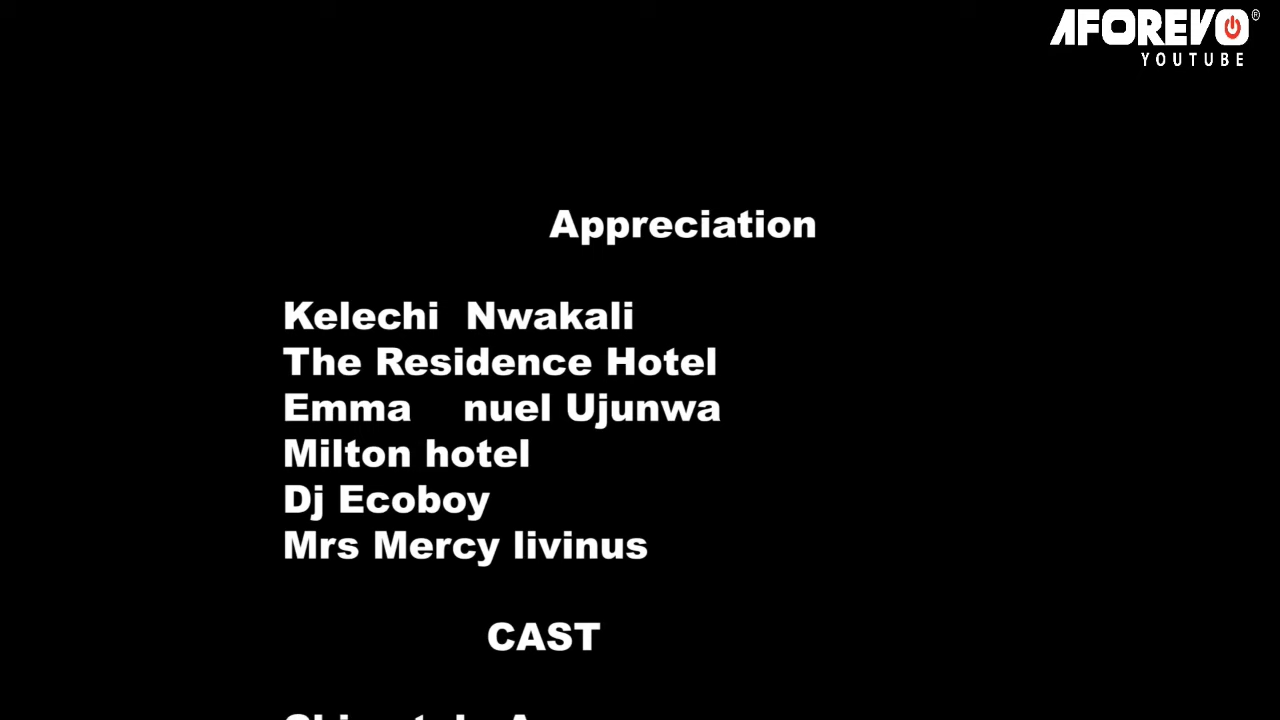 AFOREVO®
YOUTUBE
Appreciation
Kelechi  Nwakali
The Residence Hotel
Emma    nuel Ujunwa
Milton hotel
Dj Ecoboy
Mrs Mercy livinus
CAST